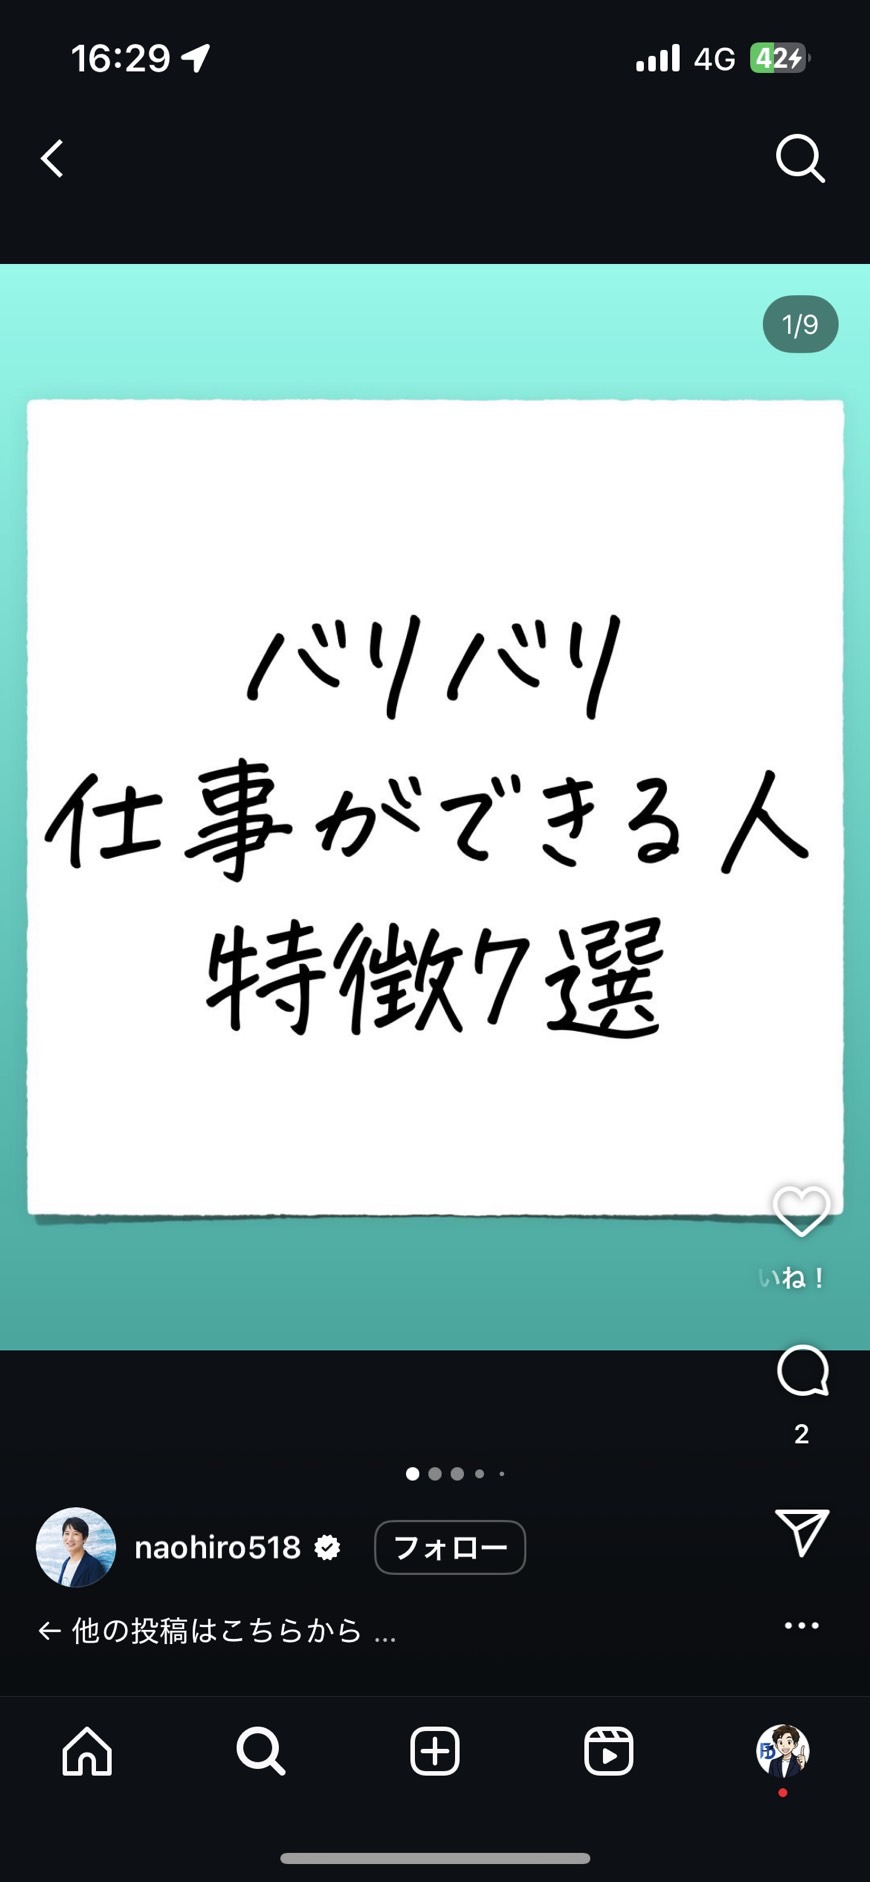 16:29
4G
42
1/9
バリバリ
仕事ができる人
特徴7選
いね！
2
naohiro518
フォロー
← 他の投稿はこちらから ...